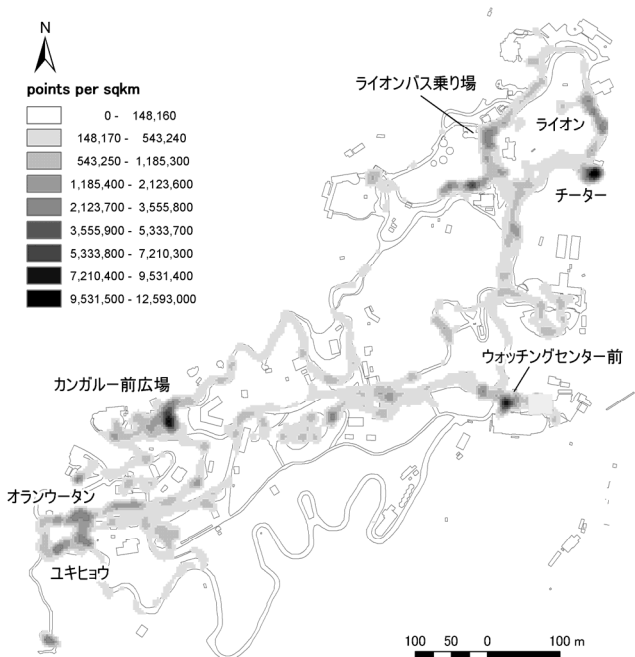 N
points per sqkm
0 - 148,160
148,170 - 543,240
543,250 - 1,185,300
1,185,400 - 2,123,600
2,123,700 - 3,555,800
3,555,900 - 5,333,700
5,333,800 - 7,210,300
7,210,400 - 9,531,400
9,531,500 - 12,593,000
ライオンバス乗り場
ライオン
チーター
ウォッチングセンター前
カンガルー前広場
オランウータン
ユキヒョウ
100 50 0 100 m